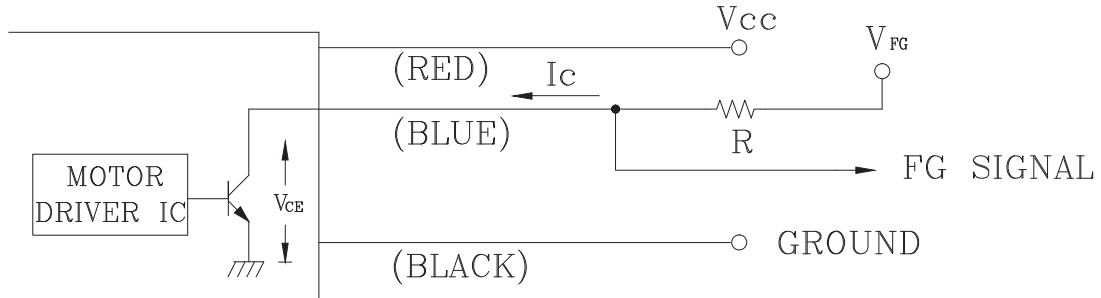 Vcc
VFG
(RED)
Ic
(BLUE)
R
MOTOR
DRIVER IC
VCE
FG SIGNAL
(BLACK)
GROUND